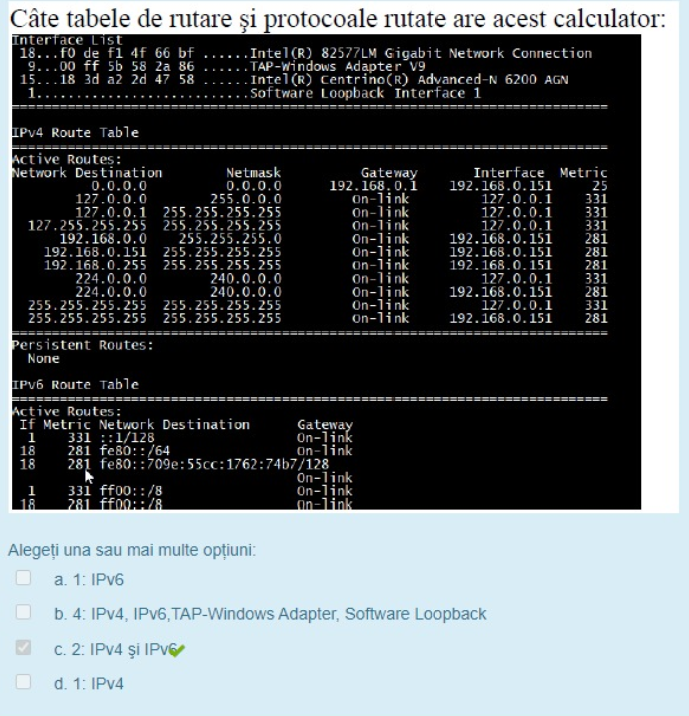 Câte tabele de rutare şi protocoale rutate are acest calculator:
Interface List
18...f0 de f1 4f 66 bf ......Intel(R) 82577LM Gigabit Network Connection
9...00 ff 5b 58 2a 86 ......TAP-Windows Adapter V9
15...18 3d a2 2d 47 58 ......Intel(R) Centrino(R) Advanced-N 6200 AGN
1...........................Software Loopback Interface 1
===========================================================================
IPv4 Route Table
===========================================================================
Active Routes:
Network Destination Netmask Gateway Interface Metric
0.0.0.0 0.0.0.0 192.168.0.1 192.168.0.151 25
127.0.0.0 255.0.0.0 On-link 127.0.0.1 331
127.0.0.1 255.255.255.255 On-link 127.0.0.1 331
127.255.255.255 255.255.255.255 On-link 127.0.0.1 331
192.168.0.0 255.255.255.0 On-link 192.168.0.151 281
192.168.0.151 255.255.255.255 On-link 192.168.0.151 281
192.168.0.255 255.255.255.255 On-link 192.168.0.151 281
224.0.0.0 240.0.0.0 On-link 127.0.0.1 331
224.0.0.0 240.0.0.0 On-link 192.168.0.151 281
255.255.255.255 255.255.255.255 On-link 127.0.0.1 331
255.255.255.255 255.255.255.255 On-link 192.168.0.151 281
===========================================================================
Persistent Routes:
None
IPv6 Route Table
===========================================================================
Active Routes:
If Metric Network Destination Gateway
1 331 ::1/128 On-link
18 281 fe80::/64 On-link
18 281 fe80::709e:55cc:1762:74b7/128
On-link
1 331 ff00::/8 On-link
18 281 ff00::/8 On-link
Alegeți una sau mai multe opțiuni:
a. 1: IPv6
b. 4: IPv4, IPv6,TAP-Windows Adapter, Software Loopback
c. 2: IPv4 și IPv6
d. 1: IPv4